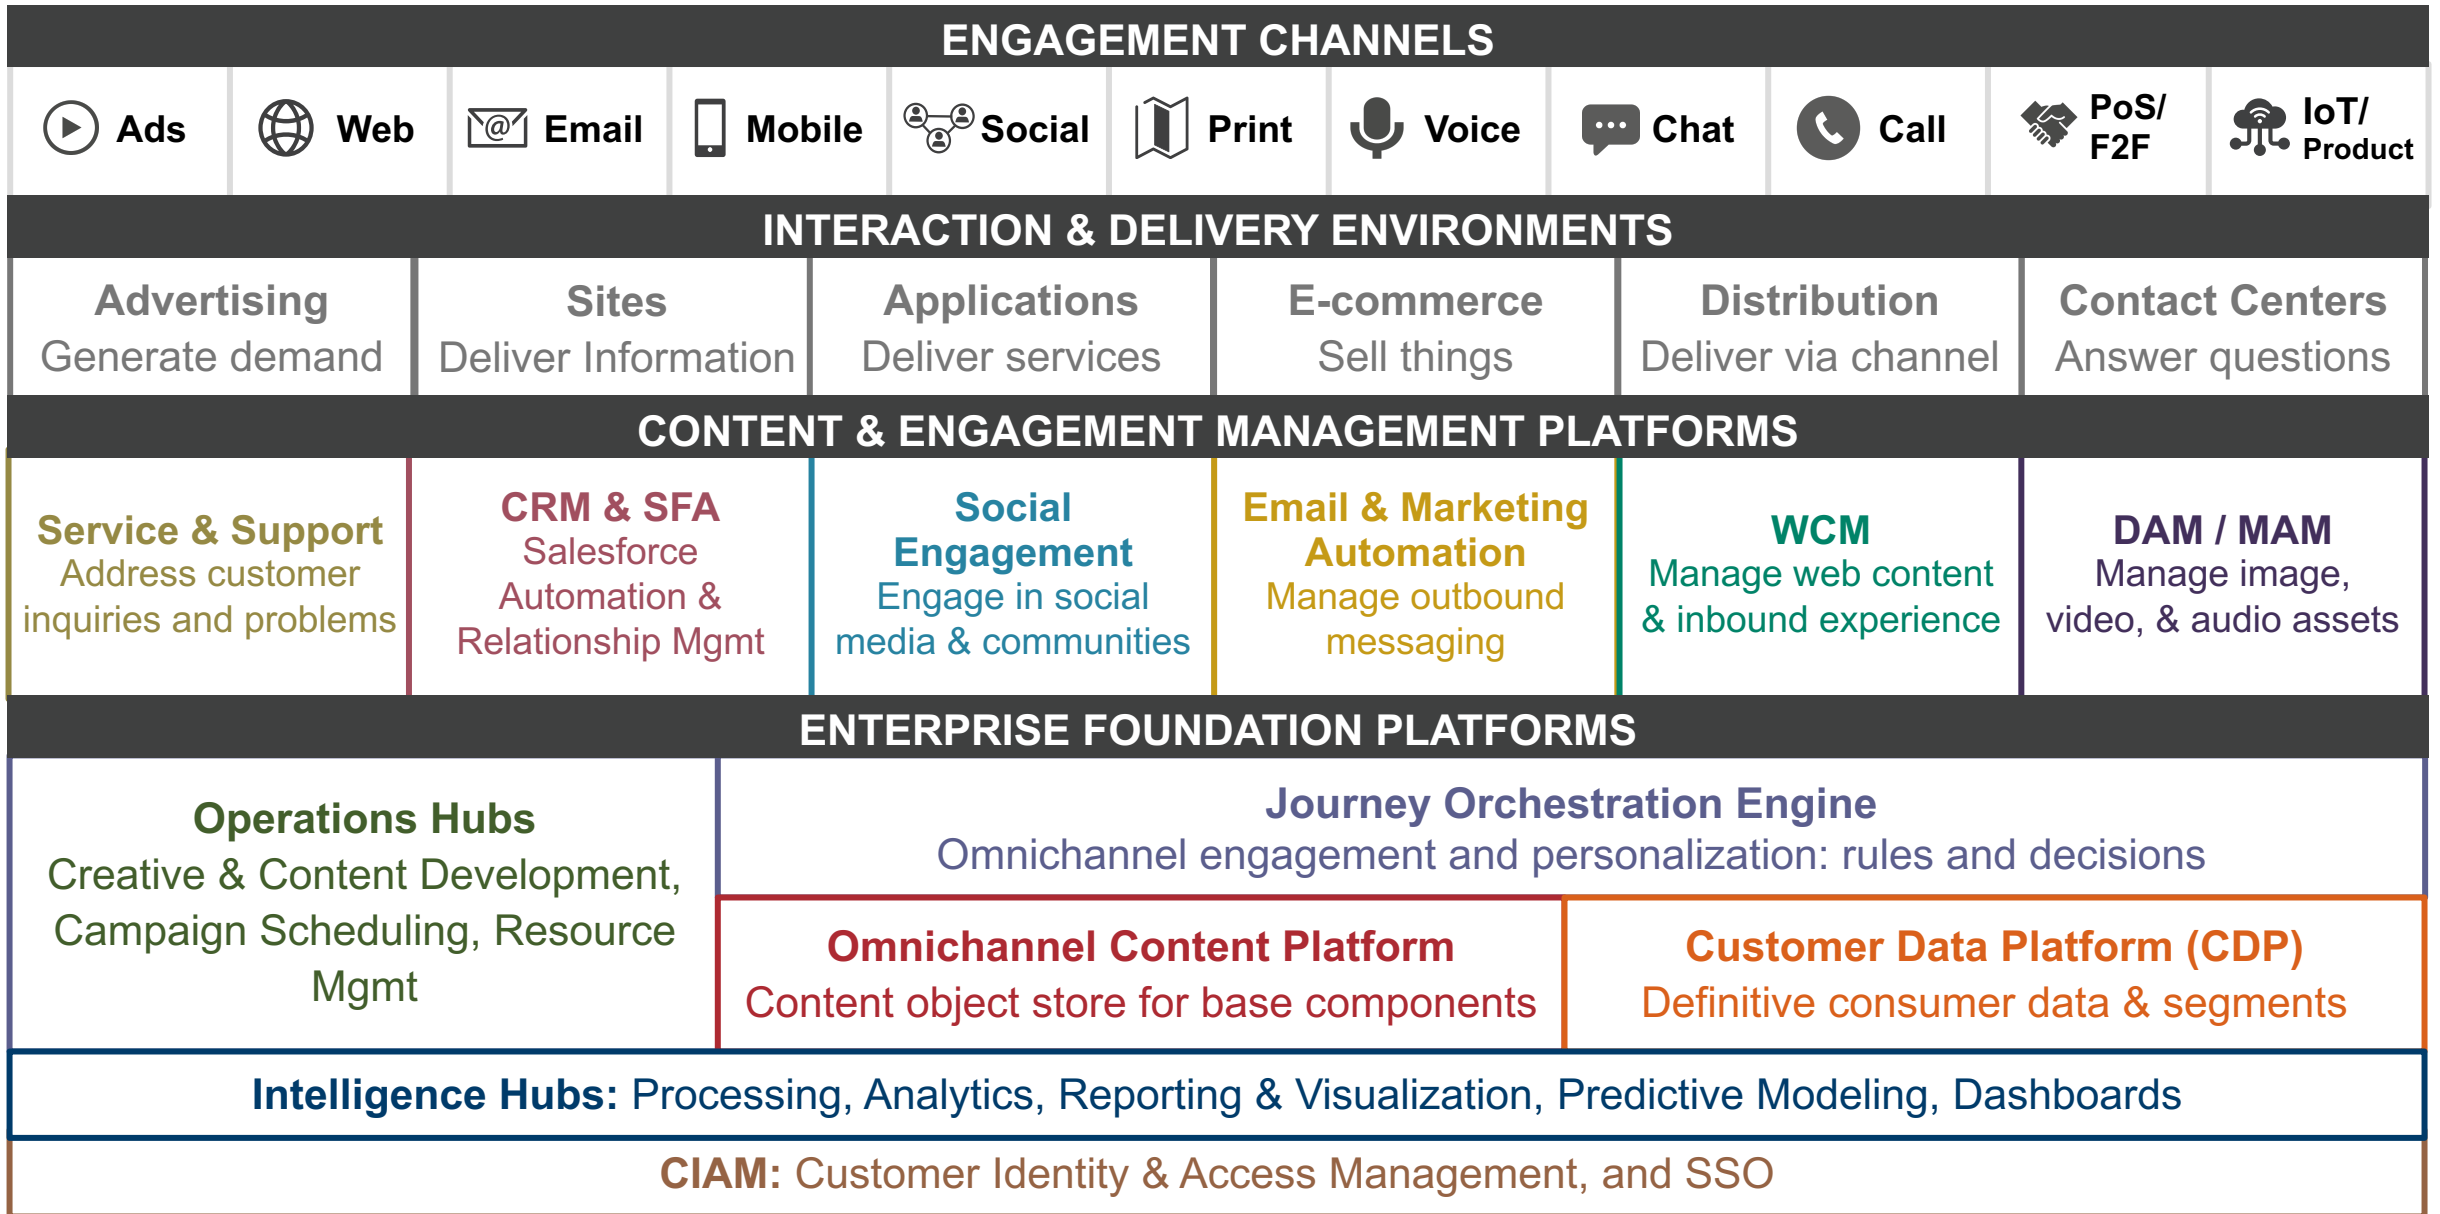 ENGAGEMENT CHANNELS
Ads
Web
@
Email
Mobile
Social
Print
Voice
Chat
Call
PoS/
F2F
IoT/
Product
INTERACTION & DELIVERY ENVIRONMENTS
Advertising
Generate demand
Sites
Deliver Information
Applications
Deliver services
E-commerce
Sell things
Distribution
Deliver via channel
Contact Centers
Answer questions
CONTENT & ENGAGEMENT MANAGEMENT PLATFORMS
Service & Support
Address customer
inquiries and problems
CRM & SFA
Salesforce
Automation &
Relationship Mgmt
Social
Engagement
Engage in social
media & communities
Email & Marketing
Automation
Manage outbound
messaging
WCM
Manage web content
& inbound experience
DAM / MAM
Manage image,
video, & audio assets
ENTERPRISE FOUNDATION PLATFORMS
Operations Hubs
Creative & Content Development,
Campaign Scheduling, Resource
Mgmt
Journey Orchestration Engine
Omnichannel engagement and personalization: rules and decisions
Omnichannel Content Platform
Content object store for base components
Customer Data Platform (CDP)
Definitive consumer data & segments
Intelligence Hubs: Processing, Analytics, Reporting & Visualization, Predictive Modeling, Dashboards
CIAM: Customer Identity & Access Management, and SSO